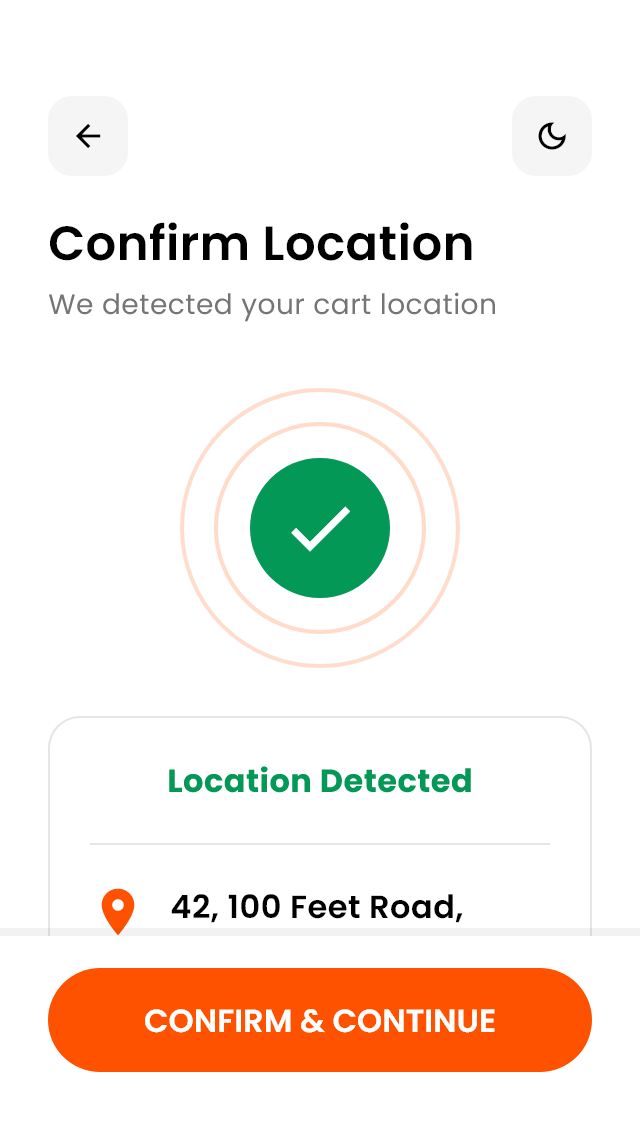 Confirm Location
We detected your cart location
Location Detected
42, 100 Feet Road,
CONFIRM & CONTINUE